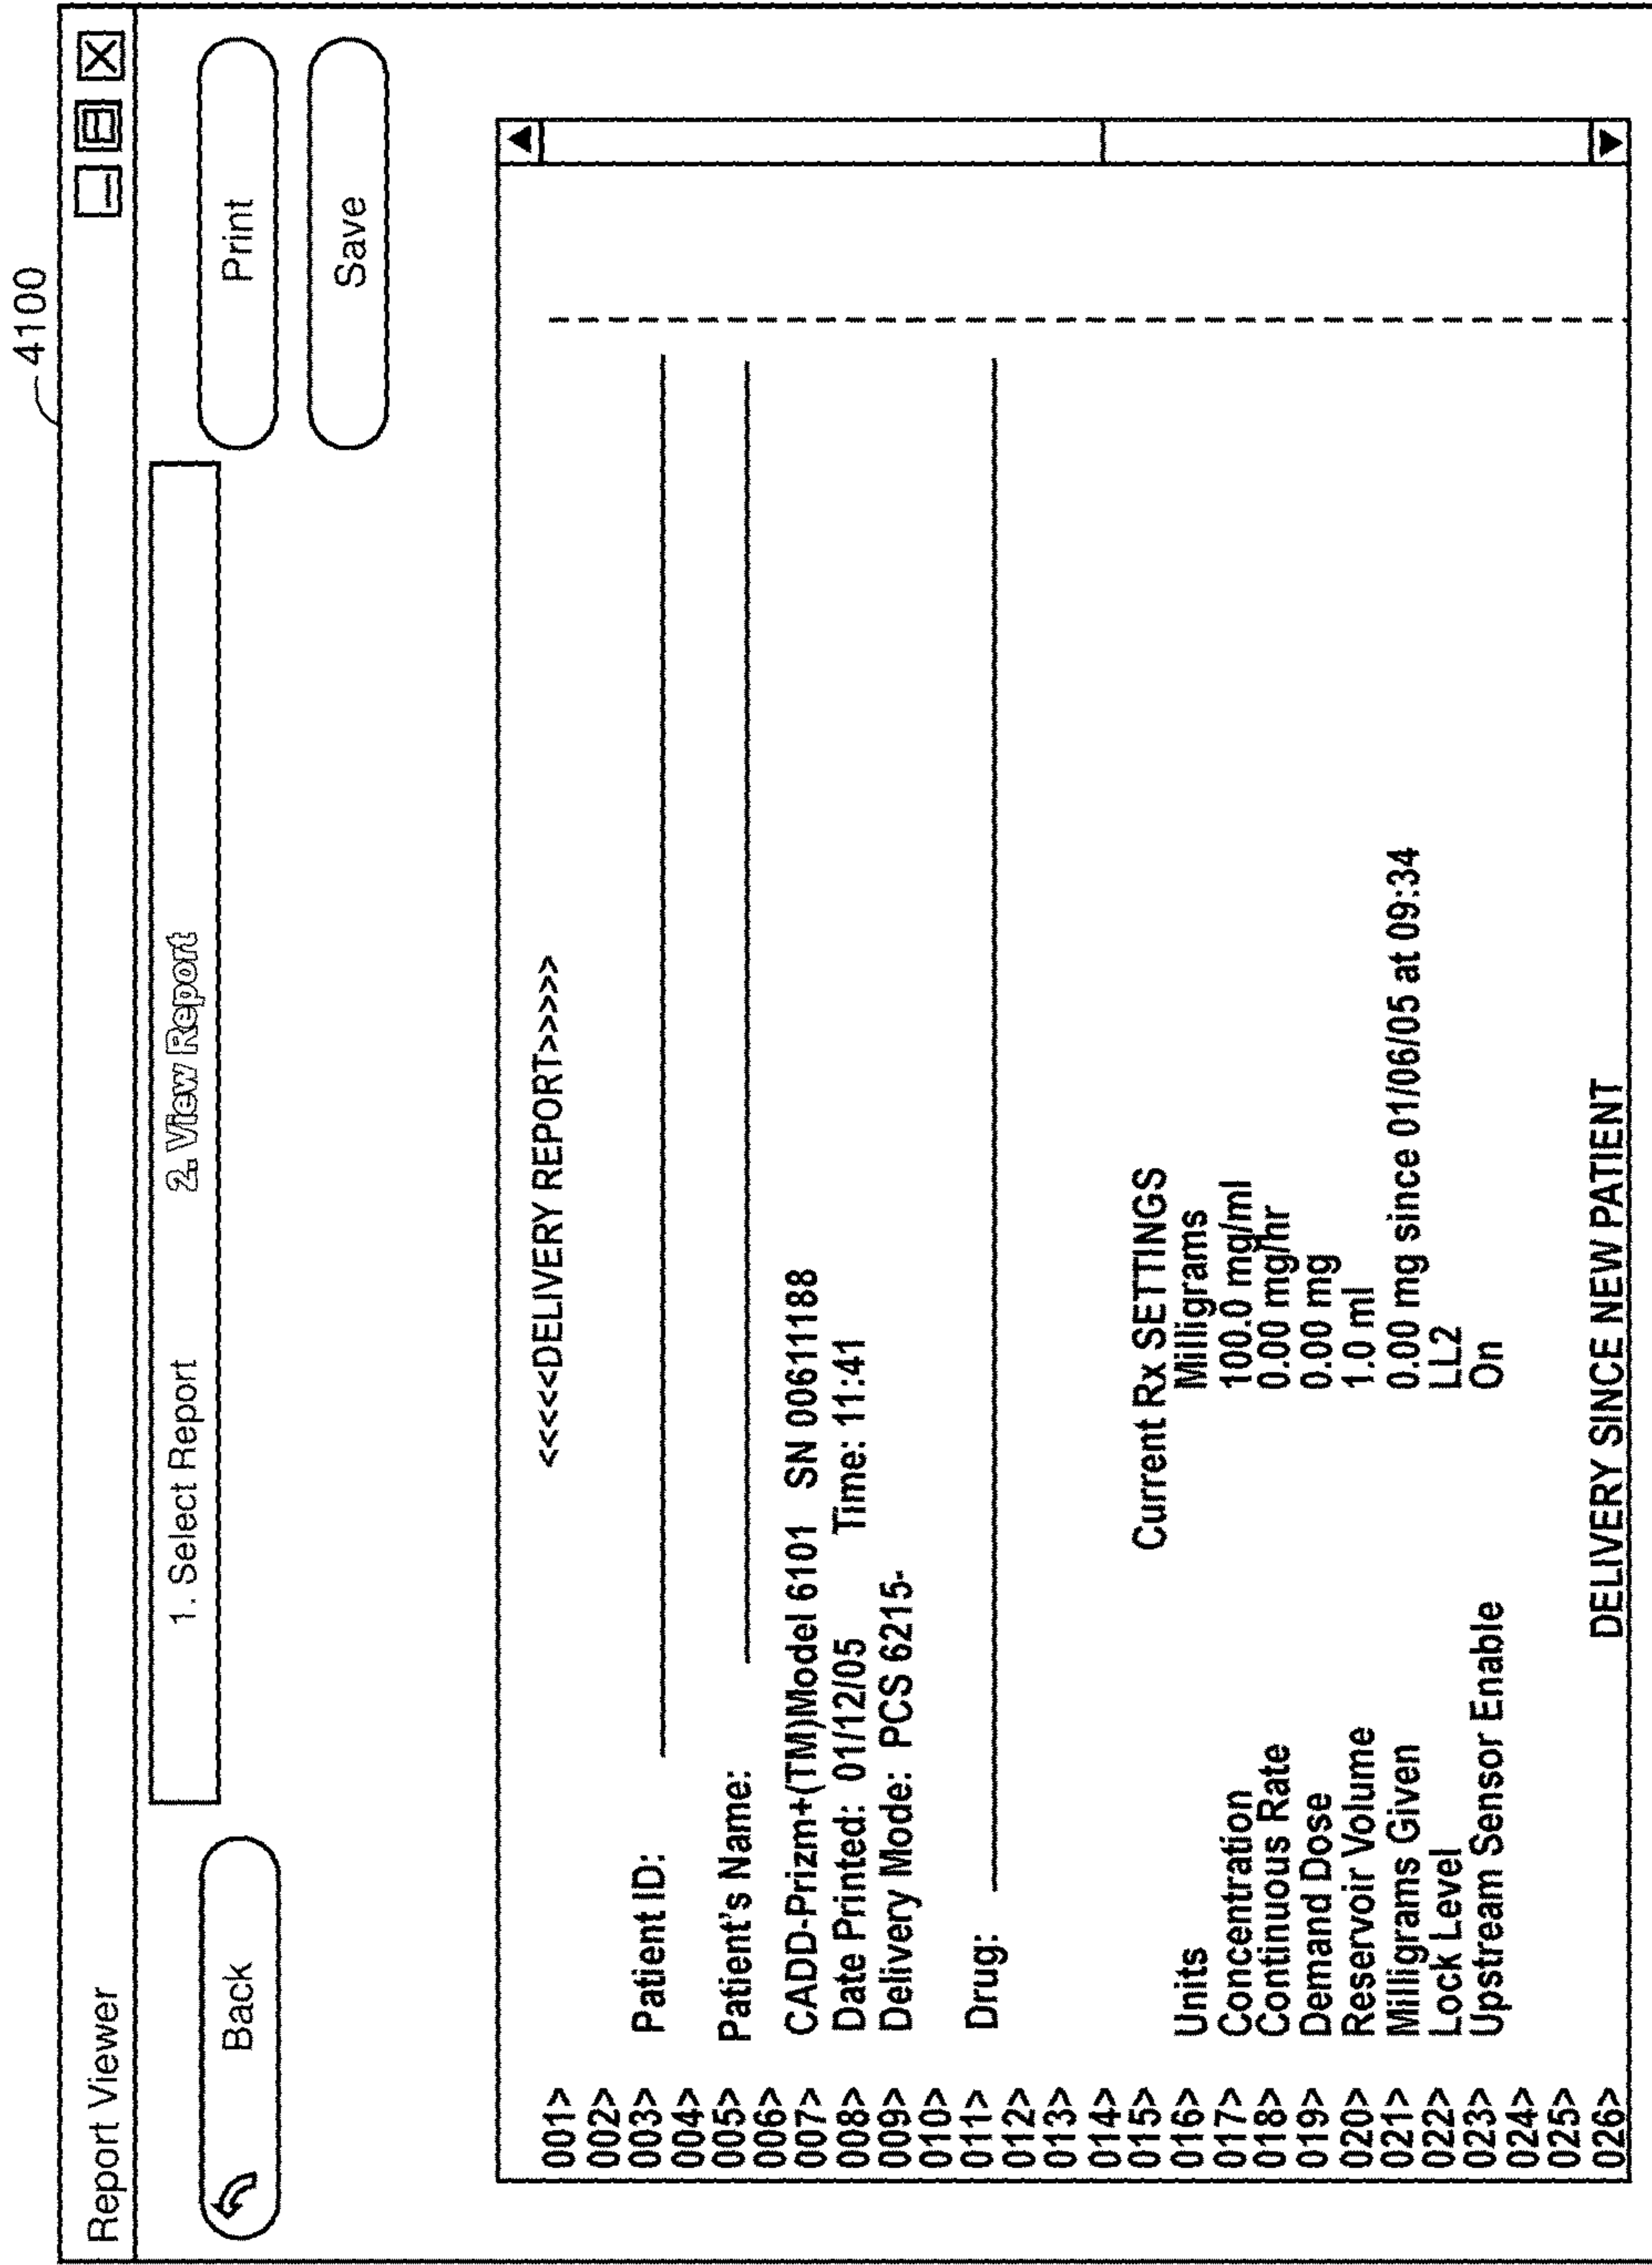 4100
Report Viewer
Back
1. Select Report 2. View Report
Print
Save
001> <<<<<DELIVERY REPORT>>>>>
002>
003> Patient ID:
004>
005> Patient's Name:
006>
007> CADD-Prizm+(TM)Model 6101 SN 00611188
008> Date Printed: 01/12/05 Time: 11:41
009> Delivery Mode: PCS 6215-
010>
011> Drug:
012>
013>
014>
015> Current Rx SETTINGS
016> Units Milligrams
017> Concentration 100.0 mg/ml
018> Continuous Rate 0.00 mg/hr
019> Demand Dose 0.00 mg
020> Reservoir Volume 1.0 ml
021> Milligrams Given 0.00 mg since 01/06/05 at 09:34
022> Lock Level LL2
023> Upstream Sensor Enable On
024>
025>
026> DELIVERY SINCE NEW PATIENT